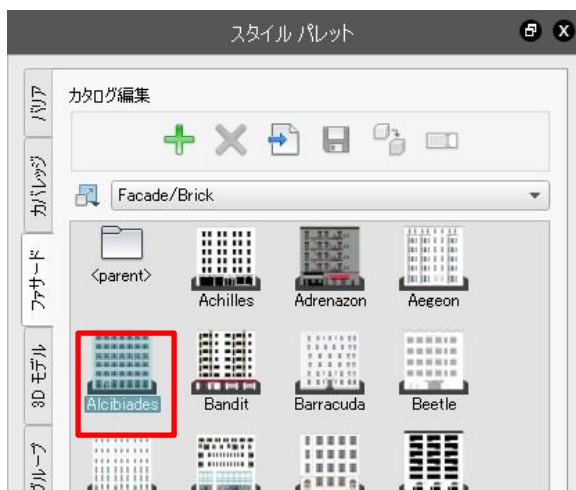 スタイル パレット
バリア
カバレッジ
ファサード
3D モデル
グループ
カタログ編集
Facade/Brick
<parent>
Achilles
Adrenazon
Aegeon
Alcibiades
Bandit
Barracuda
Beetle